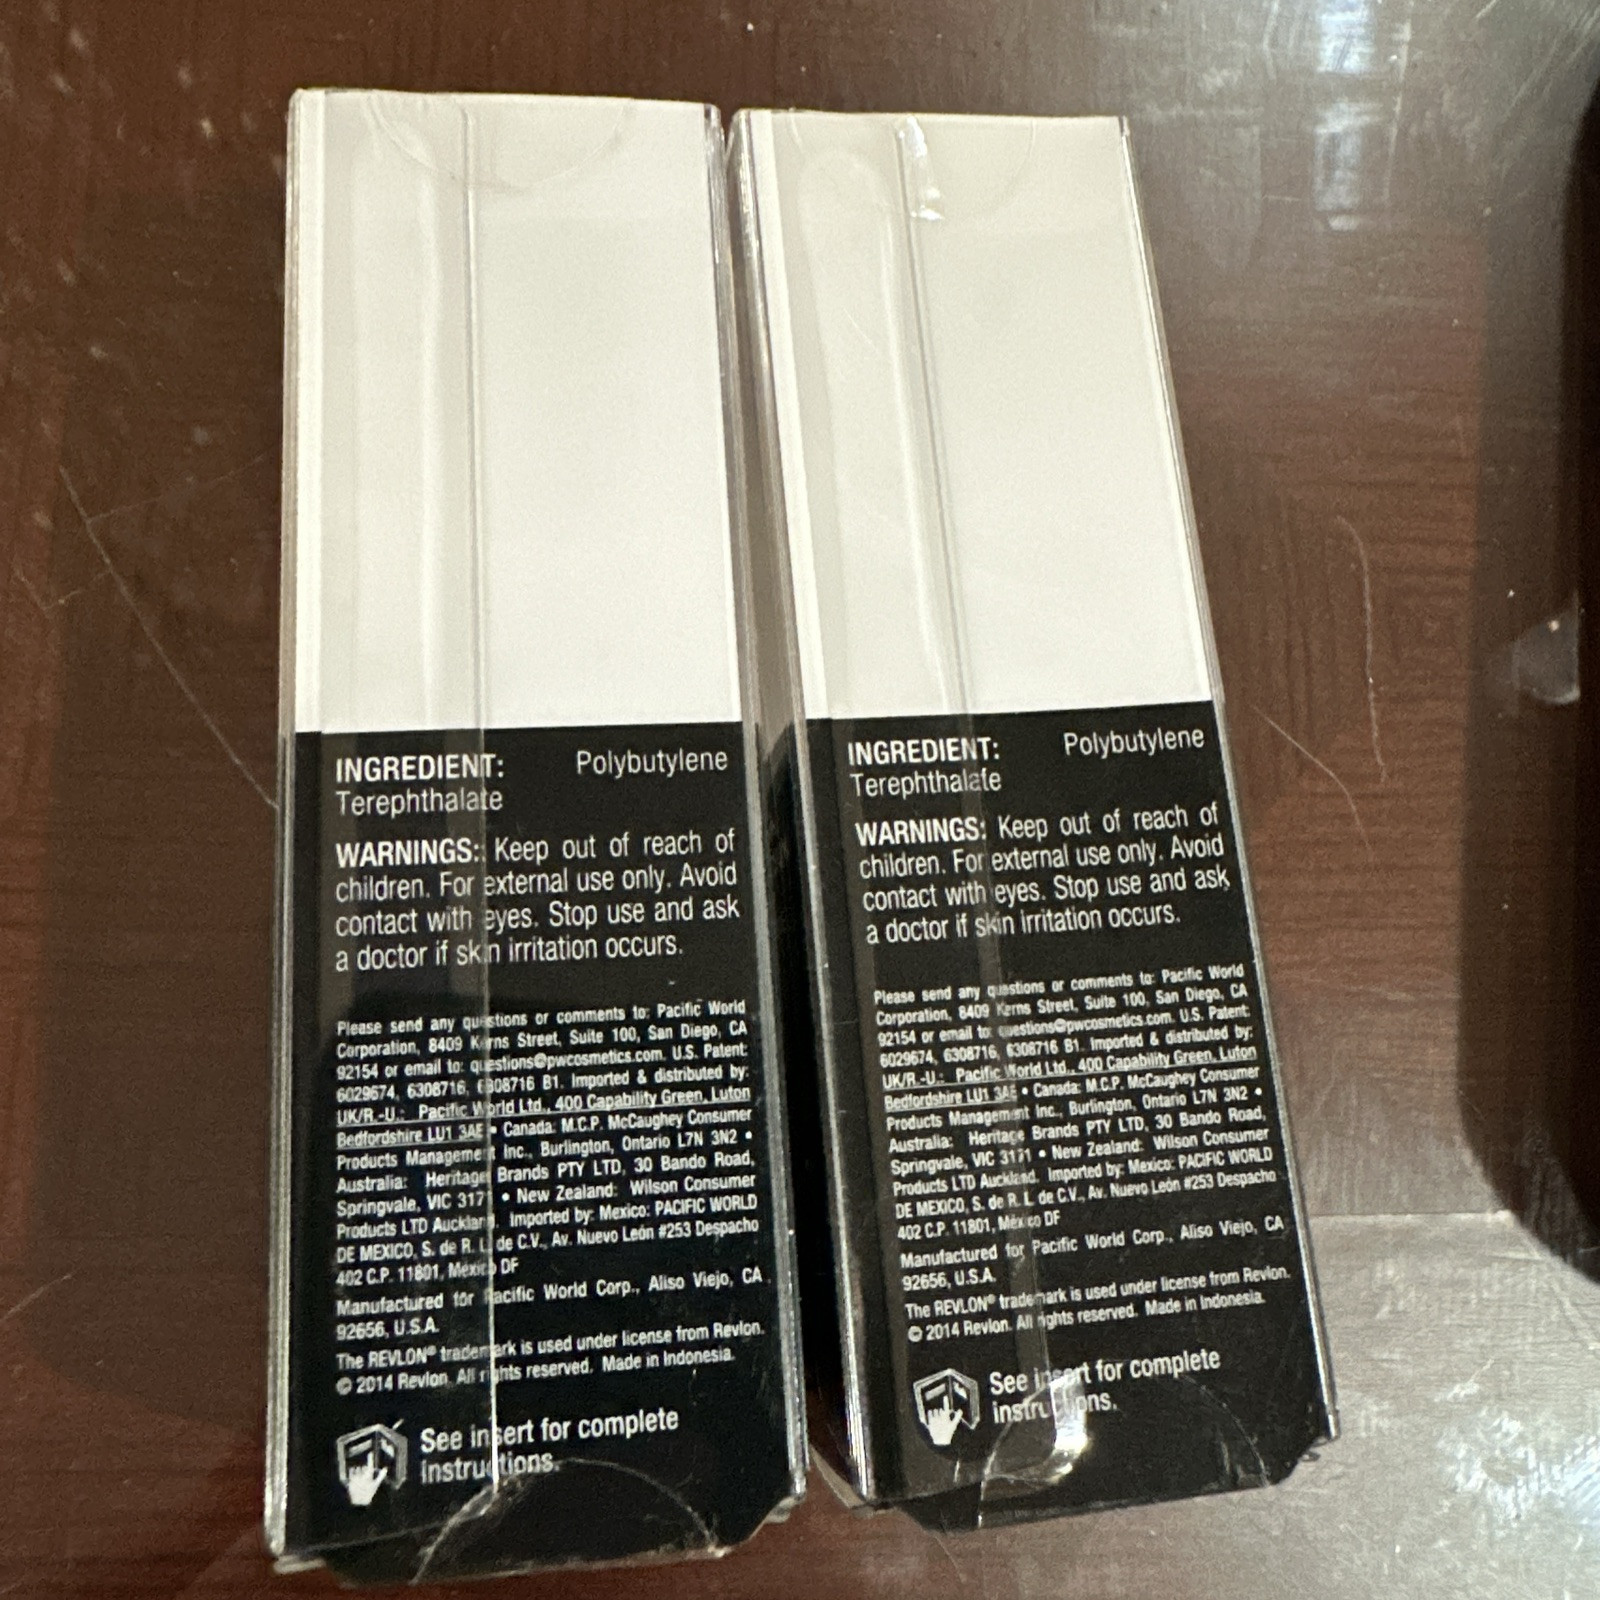 INGREDIENT: Polybutylene
Terephthalate
WARNINGS: Keep out of reach of
children. For external use only. Avoid
contact with eyes. Stop use and ask
a doctor if skin irritation occurs.
Please send any questions or comments to: Pacific World
Corporation, 8409 Kerns Street, Suite 100, San Diego, CA
92154 or email to: questions@pwcosmetics.com. U.S. Patent:
6029674, 6308716, 6308716 B1. Imported & distributed by:
UK/R.-U.: Pacific World Ltd., 400 Capability Green, Luton
Bedfordshire LU1 3AE • Canada: M.C.P. McCaughey Consumer
Products Management Inc., Burlington, Ontario L7N 3N2 •
Australia: Heritage Brands PTY LTD, 30 Bando Road,
Springvale, VIC 3171 • New Zealand: Wilson Consumer
Products LTD Auckland. Imported by: Mexico: PACIFIC WORLD
DE MEXICO, S. de R. L. de C.V., Av. Nuevo León #253 Despacho
402 C.P. 11801, México DF
Manufactured for Pacific World Corp., Aliso Viejo, CA
92656, U.S.A.
The REVLON® trademark is used under license from Revlon.
© 2014 Revlon. All rights reserved. Made in Indonesia.
See insert for complete
instructions.
INGREDIENT: Polybutylene
Terephthalate
WARNINGS: Keep out of reach of
children. For external use only. Avoid
contact with eyes. Stop use and ask
a doctor if skin irritation occurs.
Please send any questions or comments to: Pacific World
Corporation, 8409 Kerns Street, Suite 100, San Diego, CA
92154 or email to: questions@pwcosmetics.com. U.S. Patent:
6029674, 6308716, 6308716 B1. Imported & distributed by:
UK/R.-U.: Pacific World Ltd., 400 Capability Green, Luton
Bedfordshire LU1 3AE • Canada: M.C.P. McCaughey Consumer
Products Management Inc., Burlington, Ontario L7N 3N2 •
Australia: Heritage Brands PTY LTD, 30 Bando Road,
Springvale, VIC 3171 • New Zealand: Wilson Consumer
Products LTD Auckland. Imported by: Mexico: PACIFIC WORLD
DE MEXICO, S. de R. L. de C.V., Av. Nuevo León #253 Despacho
402 C.P. 11801, México DF
Manufactured for Pacific World Corp., Aliso Viejo, CA
92656, U.S.A.
The REVLON® trademark is used under license from Revlon.
© 2014 Revlon. All rights reserved. Made in Indonesia.
See insert for complete
instructions.